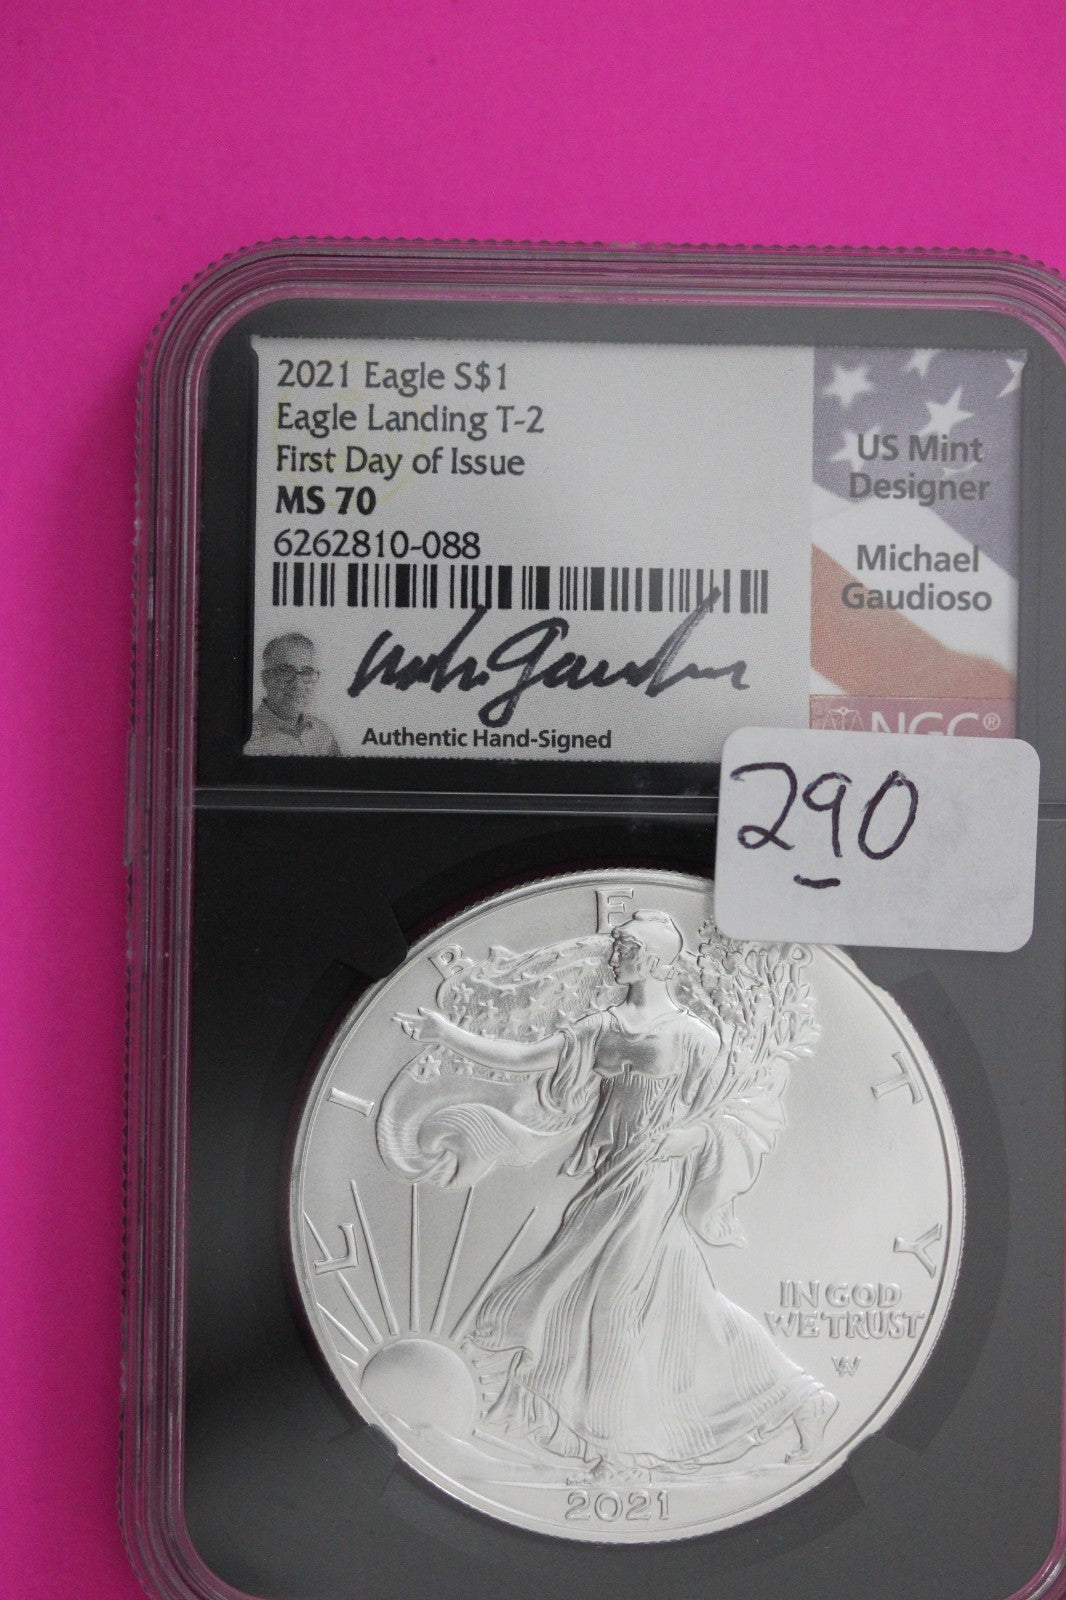 2021 Eagle S$1
Eagle Landing T-2
First Day of Issue
MS 70
6262810-088
Authentic Hand-Signed
US Mint
Designer
Michael
Gaudioso
NGC®
290
LIBERTY
IN GOD
WE TRUST
2021